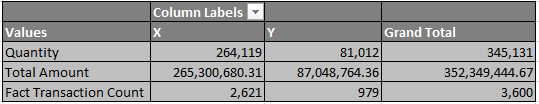 Column Labels
Values X Y Grand Total
Quantity 264,119 81,012 345,131
Total Amount 265,300,680.31 87,048,764.36 352,349,444.67
Fact Transaction Count 2,621 979 3,600